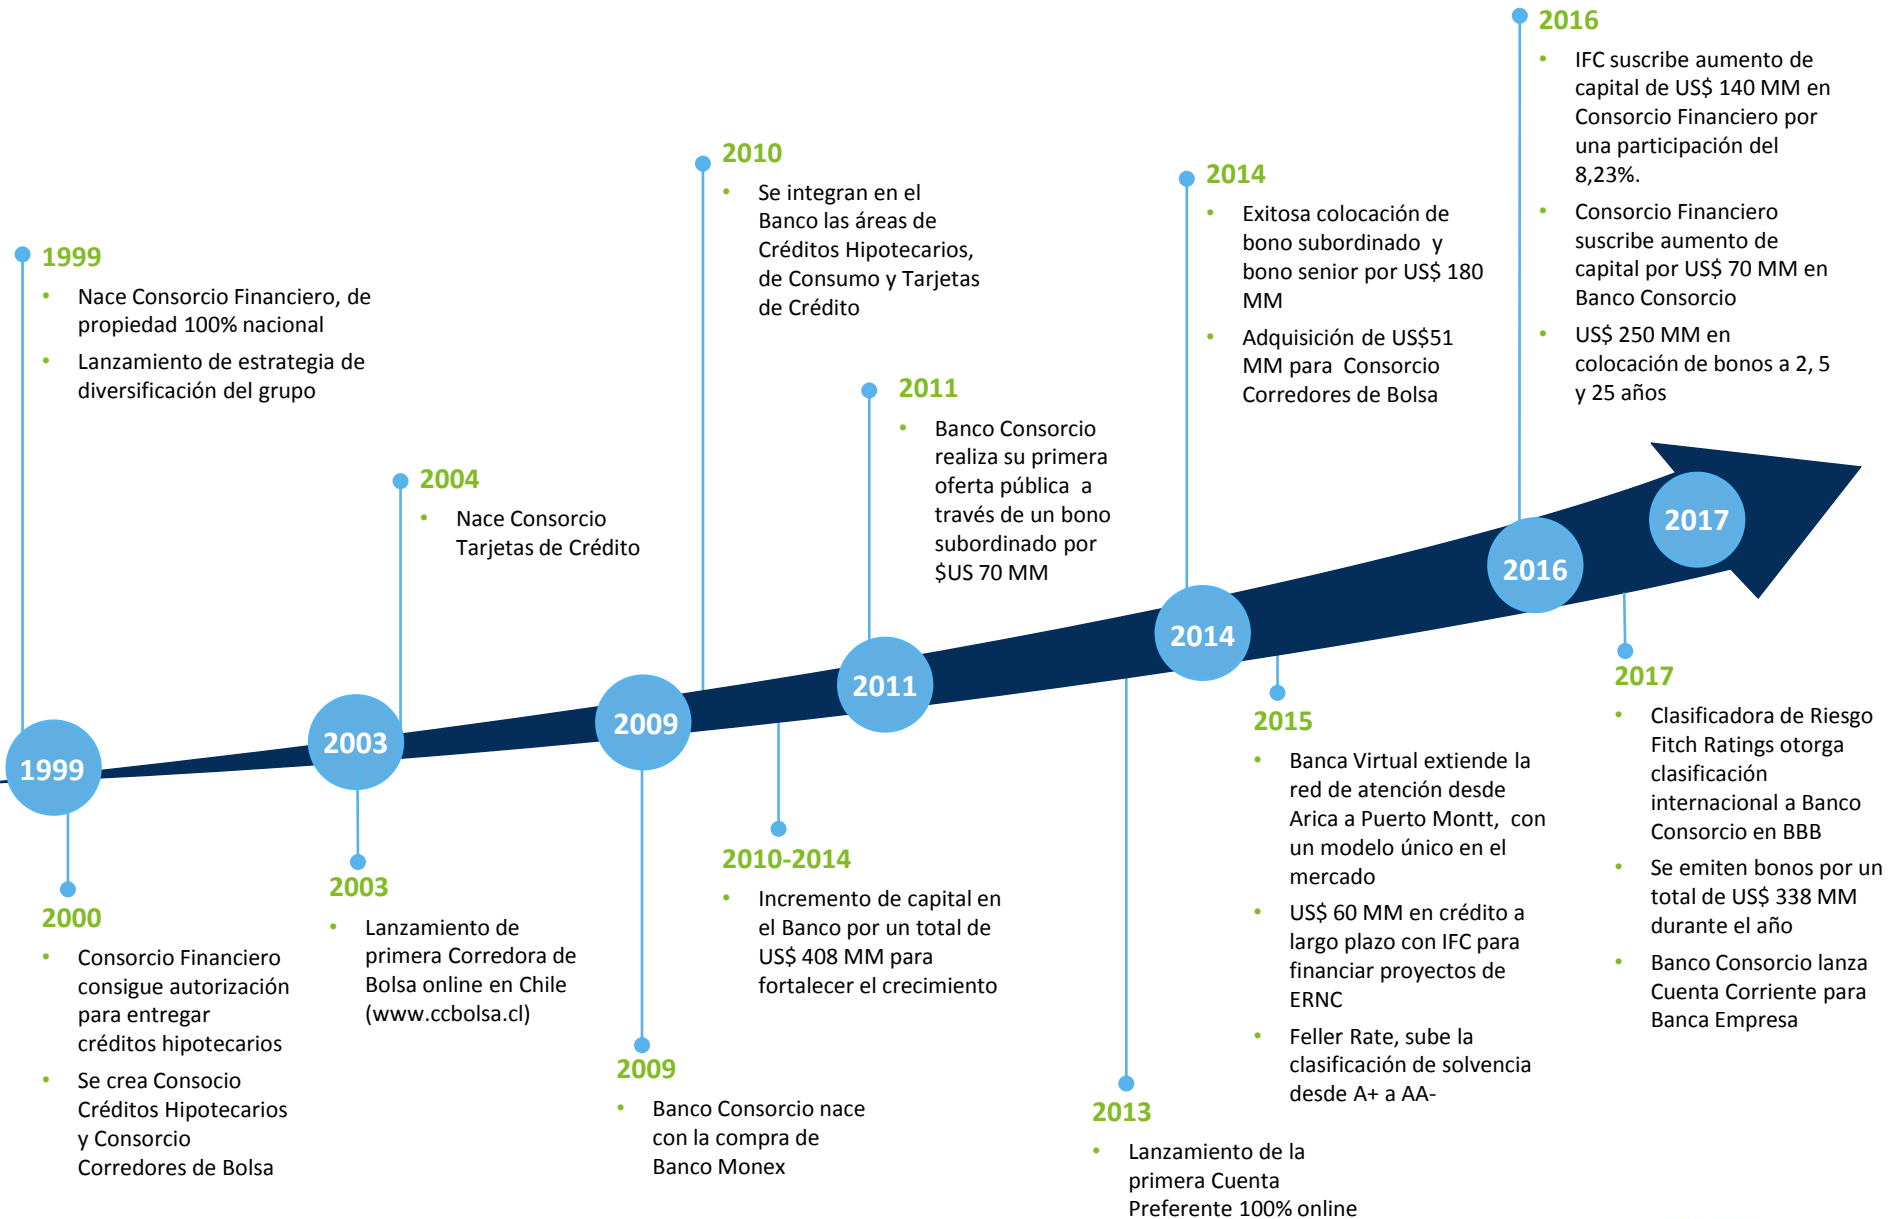 1999
• Nace Consorcio Financiero, de
propiedad 100% nacional
• Lanzamiento de estrategia de
diversificación del grupo
2004
• Nace Consorcio
Tarjetas de Crédito
2010
• Se integran en el
Banco las áreas de
Créditos Hipotecarios,
de Consumo y Tarjetas
de Crédito
2011
• Banco Consorcio
realiza su primera
oferta pública a
través de un bono
subordinado por
$US 70 MM
2014
• Exitosa colocación de
bono subordinado y
bono senior por US$ 180
MM
• Adquisición de US$51
MM para Consorcio
Corredores de Bolsa
2016
• IFC suscribe aumento de
capital de US$ 140 MM en
Consorcio Financiero por
una participación del
8,23%.
• Consorcio Financiero
suscribe aumento de
capital por US$ 70 MM en
Banco Consorcio
• US$ 250 MM en
colocación de bonos a 2, 5
y 25 años
1999
2003
2009
2011
2014
2016
2017
2000
• Consorcio Financiero
consigue autorización
para entregar
créditos hipotecarios
• Se crea Consocio
Créditos Hipotecarios
y Consorcio
Corredores de Bolsa
2003
• Lanzamiento de
primera Corredora de
Bolsa online en Chile
(www.ccbolsa.cl)
2009
• Banco Consorcio nace
con la compra de
Banco Monex
2010-2014
• Incremento de capital en
el Banco por un total de
US$ 408 MM para
fortalecer el crecimiento
2013
• Lanzamiento de la
primera Cuenta
Preferente 100% online
2015
• Banca Virtual extiende la
red de atención desde
Arica a Puerto Montt, con
un modelo único en el
mercado
• US$ 60 MM en crédito a
largo plazo con IFC para
financiar proyectos de
ERNC
• Feller Rate, sube la
clasificación de solvencia
desde A+ a AA-
2017
• Clasificadora de Riesgo
Fitch Ratings otorga
clasificación
internacional a Banco
Consorcio en BBB
• Se emiten bonos por un
total de US$ 338 MM
durante el año
• Banco Consorcio lanza
Cuenta Corriente para
Banca Empresa